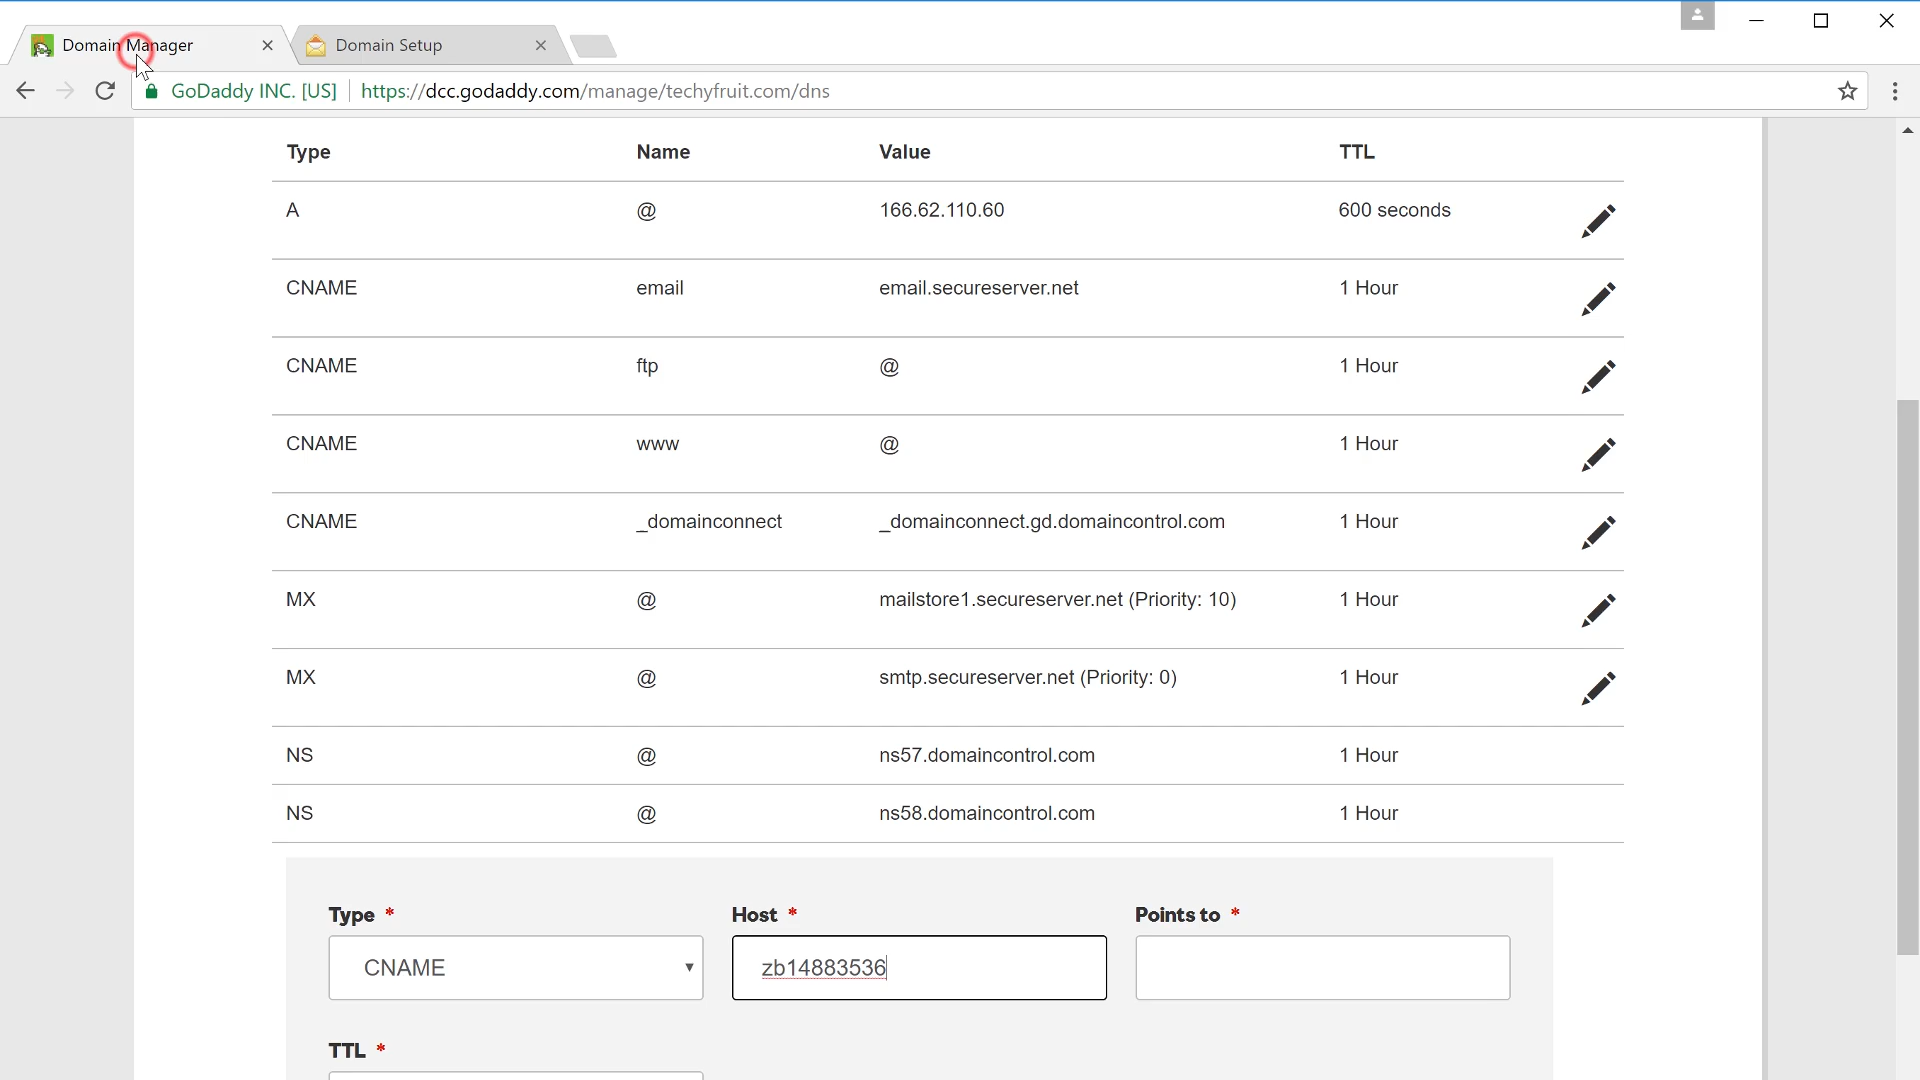 Domain Manager
Domain Setup
GoDaddy INC. [US] https://dcc.godaddy.com/manage/techyfruit.com/dns
Type Name Value TTL
A @ 166.62.110.60 600 seconds
CNAME email email.secureserver.net 1 Hour
CNAME ftp @ 1 Hour
CNAME www @ 1 Hour
CNAME _domainconnect _domainconnect.gd.domaincontrol.com 1 Hour
MX @ mailstore1.secureserver.net (Priority: 10) 1 Hour
MX @ smtp.secureserver.net (Priority: 0) 1 Hour
NS @ ns57.domaincontrol.com 1 Hour
NS @ ns58.domaincontrol.com 1 Hour
Type * Host * Points to *
CNAME zb14883536
TTL *